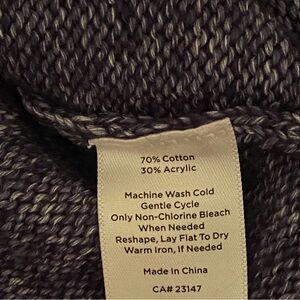 70% Cotton
30% Acrylic
Machine Wash Cold
Gentle Cycle
Only Non-Chlorine Bleach
When Needed
Reshape, Lay Flat To Dry
Warm Iron, If Needed
Made In China
CA# 23147